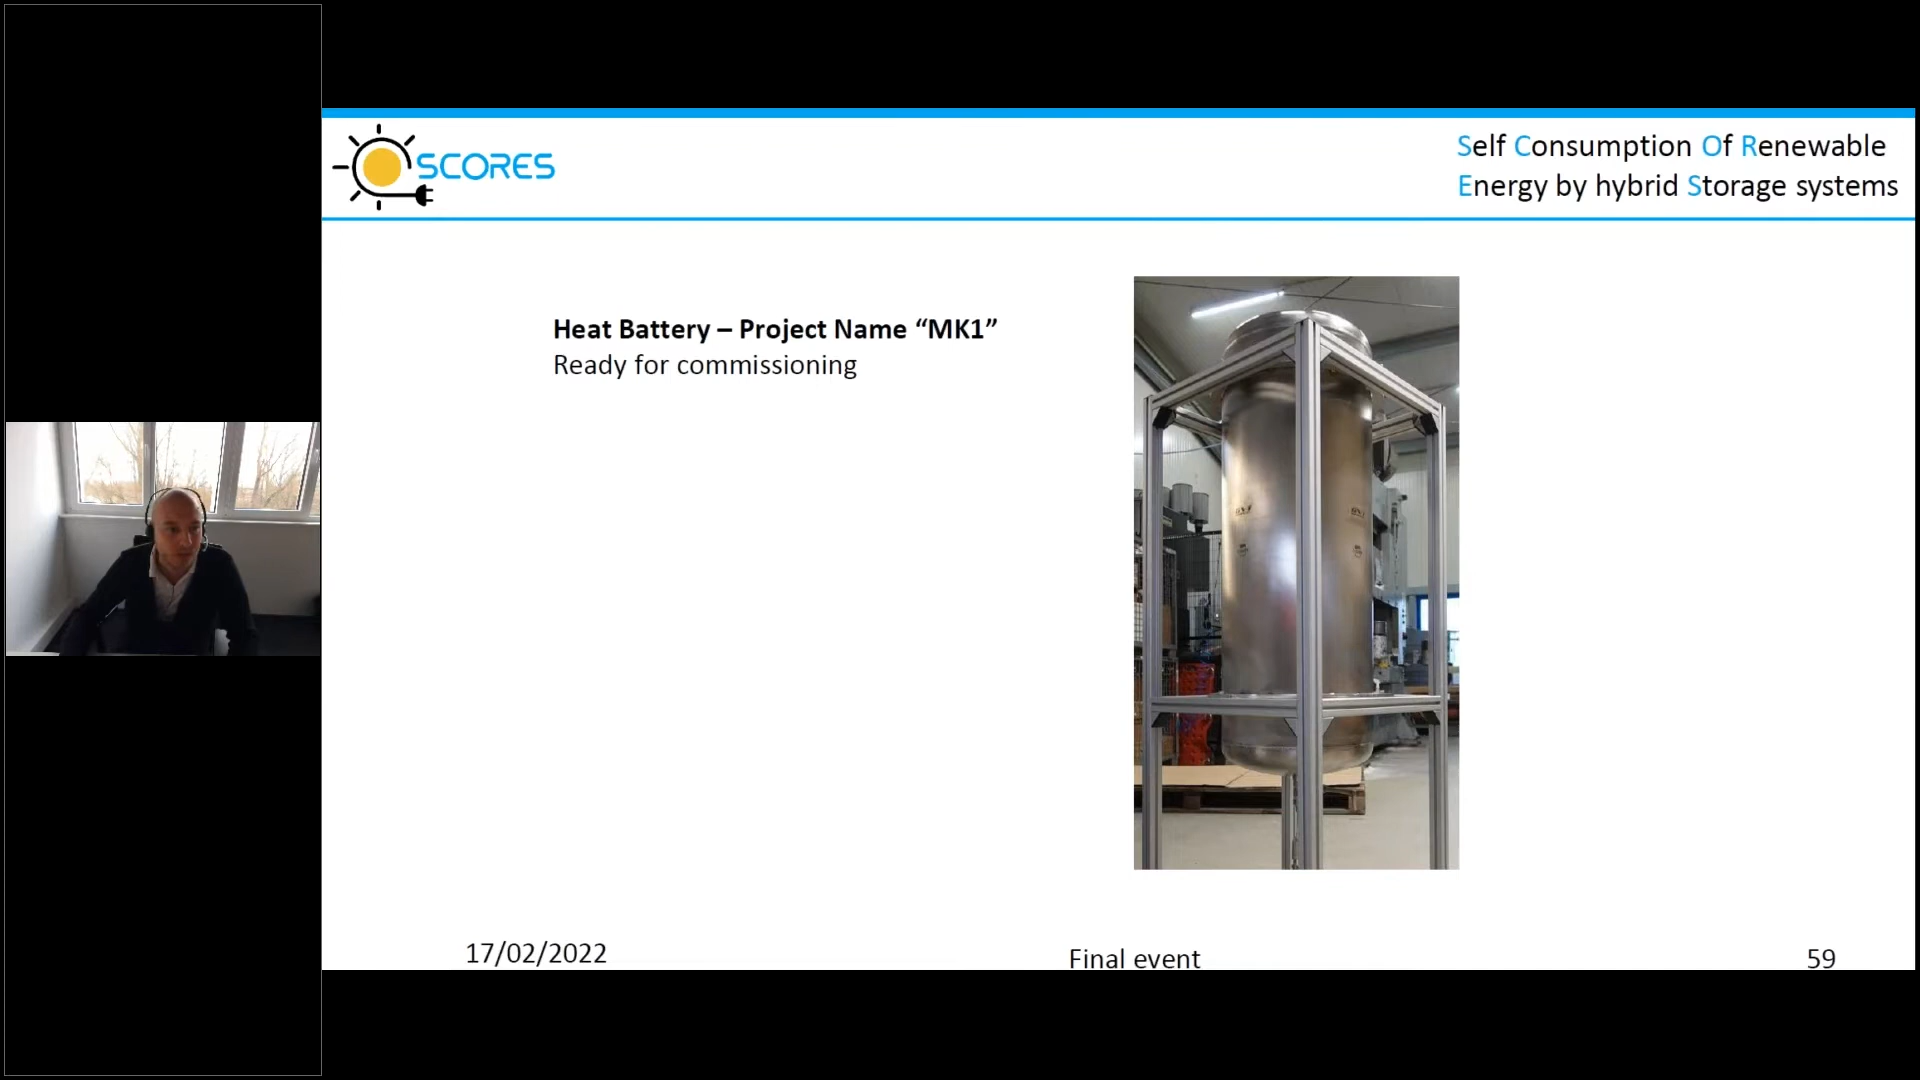 SCORES
Self Consumption Of Renewable
Energy by hybrid Storage systems
Heat Battery – Project Name “MK1”
Ready for commissioning
17/02/2022
Final event
59